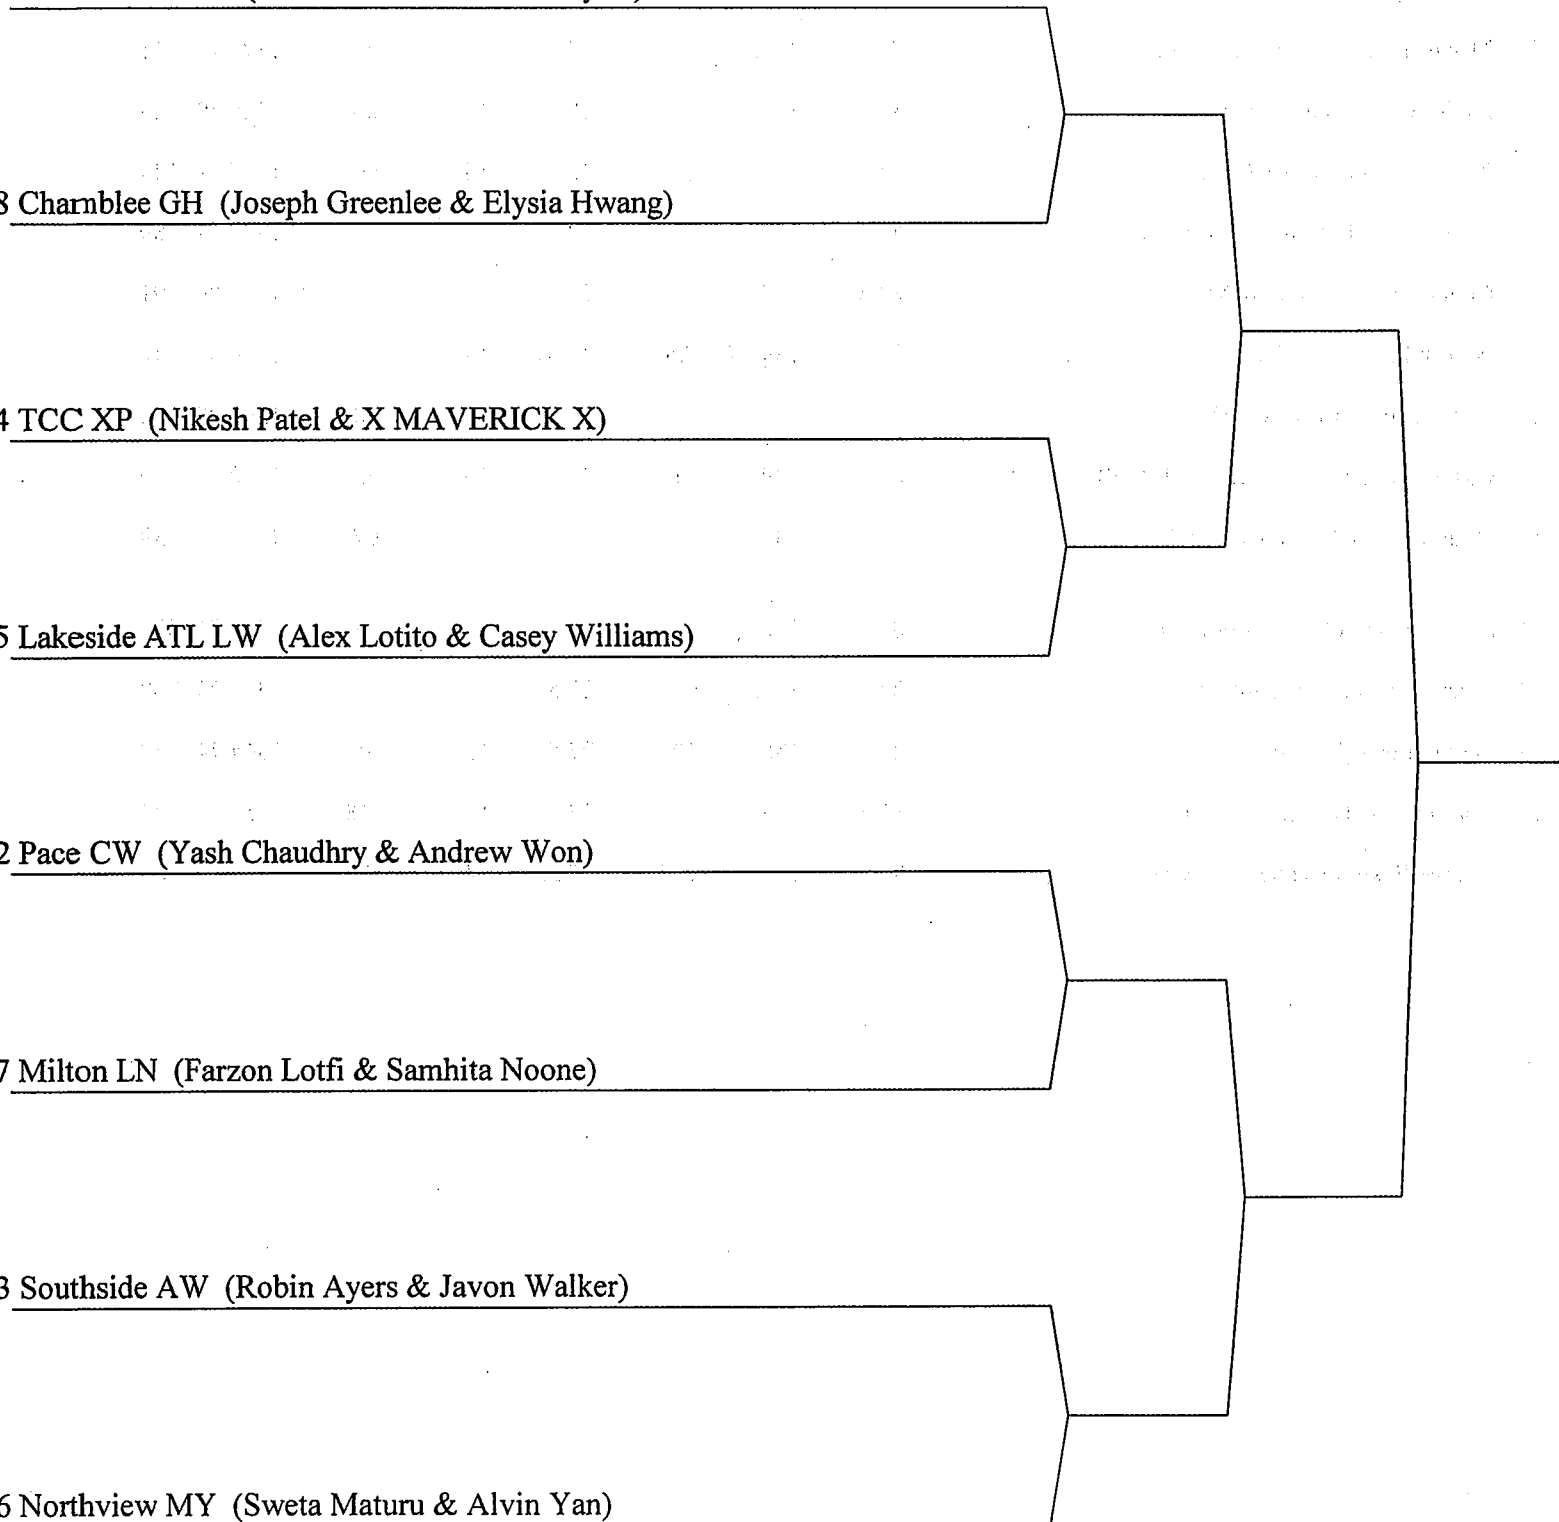 8 Chamblee GH (Joseph Greenlee & Elysia Hwang)
4 TCC XP (Nikesh Patel & X MAVERICK X)
5 Lakeside ATL LW (Alex Lotito & Casey Williams)
2 Pace CW (Yash Chaudhry & Andrew Won)
7 Milton LN (Farzon Lotfi & Samhita Noone)
3 Southside AW (Robin Ayers & Javon Walker)
6 Northview MY (Sweta Maturu & Alvin Yan)